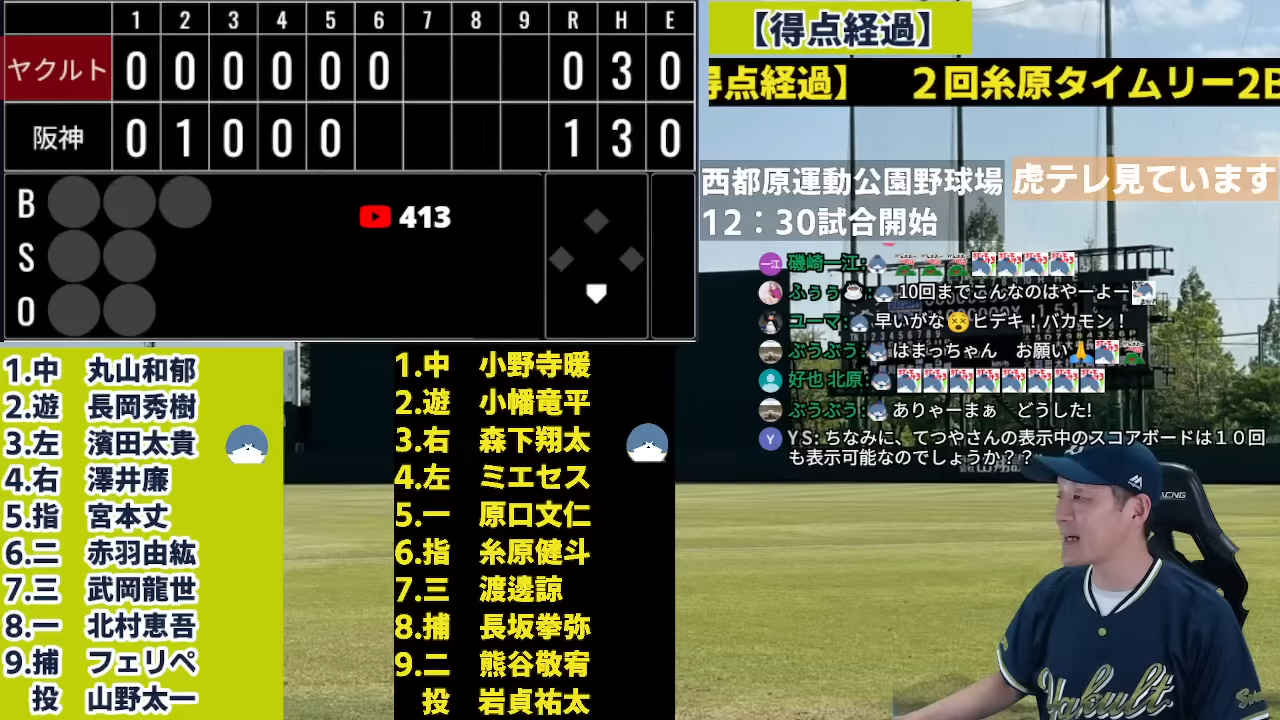 1 2 3 4 5 6 7 8 9 R H E
ヤクルト 0 0 0 0 0 0 0 3 0
阪神 0 1 0 0 0 1 3 0
B
S
O
413
【得点経過】
得点経過】 2回糸原タイムリー2B
西都原運動公園野球場
12：30試合開始
虎テレ見ています
磯崎一江:
ふぅぅ☕: 10回までこんなのはやーよー
ユーマ: 早いがな😵ヒデキ！バカモン！
ぶうぶう: はまっちゃん お願い🙏
好也 北原:
ぶうぶう: ありゃーまぁ どうした!
YS: ちなみに、てつやさんの表示中のスコアボードは１０回
も表示可能なのでしょうか？？
1.中 丸山和郁
2.遊 長岡秀樹
3.左 濱田太貴
4.右 澤井廉
5.指 宮本丈
6.二 赤羽由紘
7.三 武岡龍世
8.一 北村恵吾
9.捕 フェリペ
投 山野太一
1.中 小野寺暖
2.遊 小幡竜平
3.右 森下翔太
4.左 ミエセス
5.一 原口文仁
6.指 糸原健斗
7.三 渡邊諒
8.捕 長坂拳弥
9.二 熊谷敬宥
投 岩貞祐太
Yakult